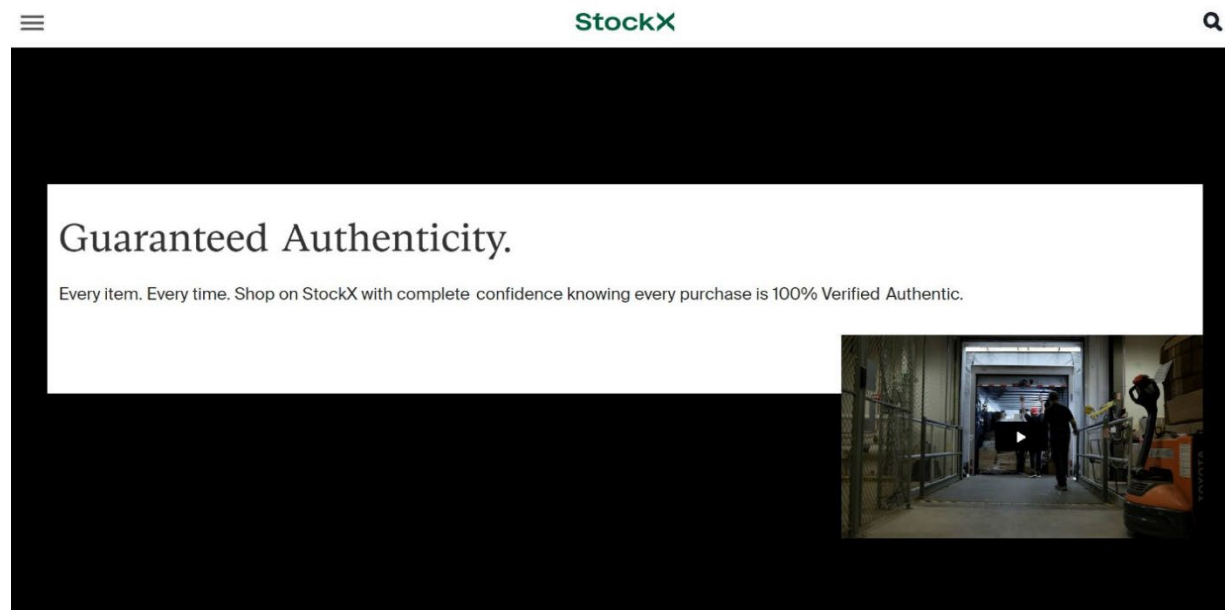 StockX
Guaranteed Authenticity.
Every item. Every time. Shop on StockX with complete confidence knowing every purchase is 100% Verified Authentic.
TOYOTA